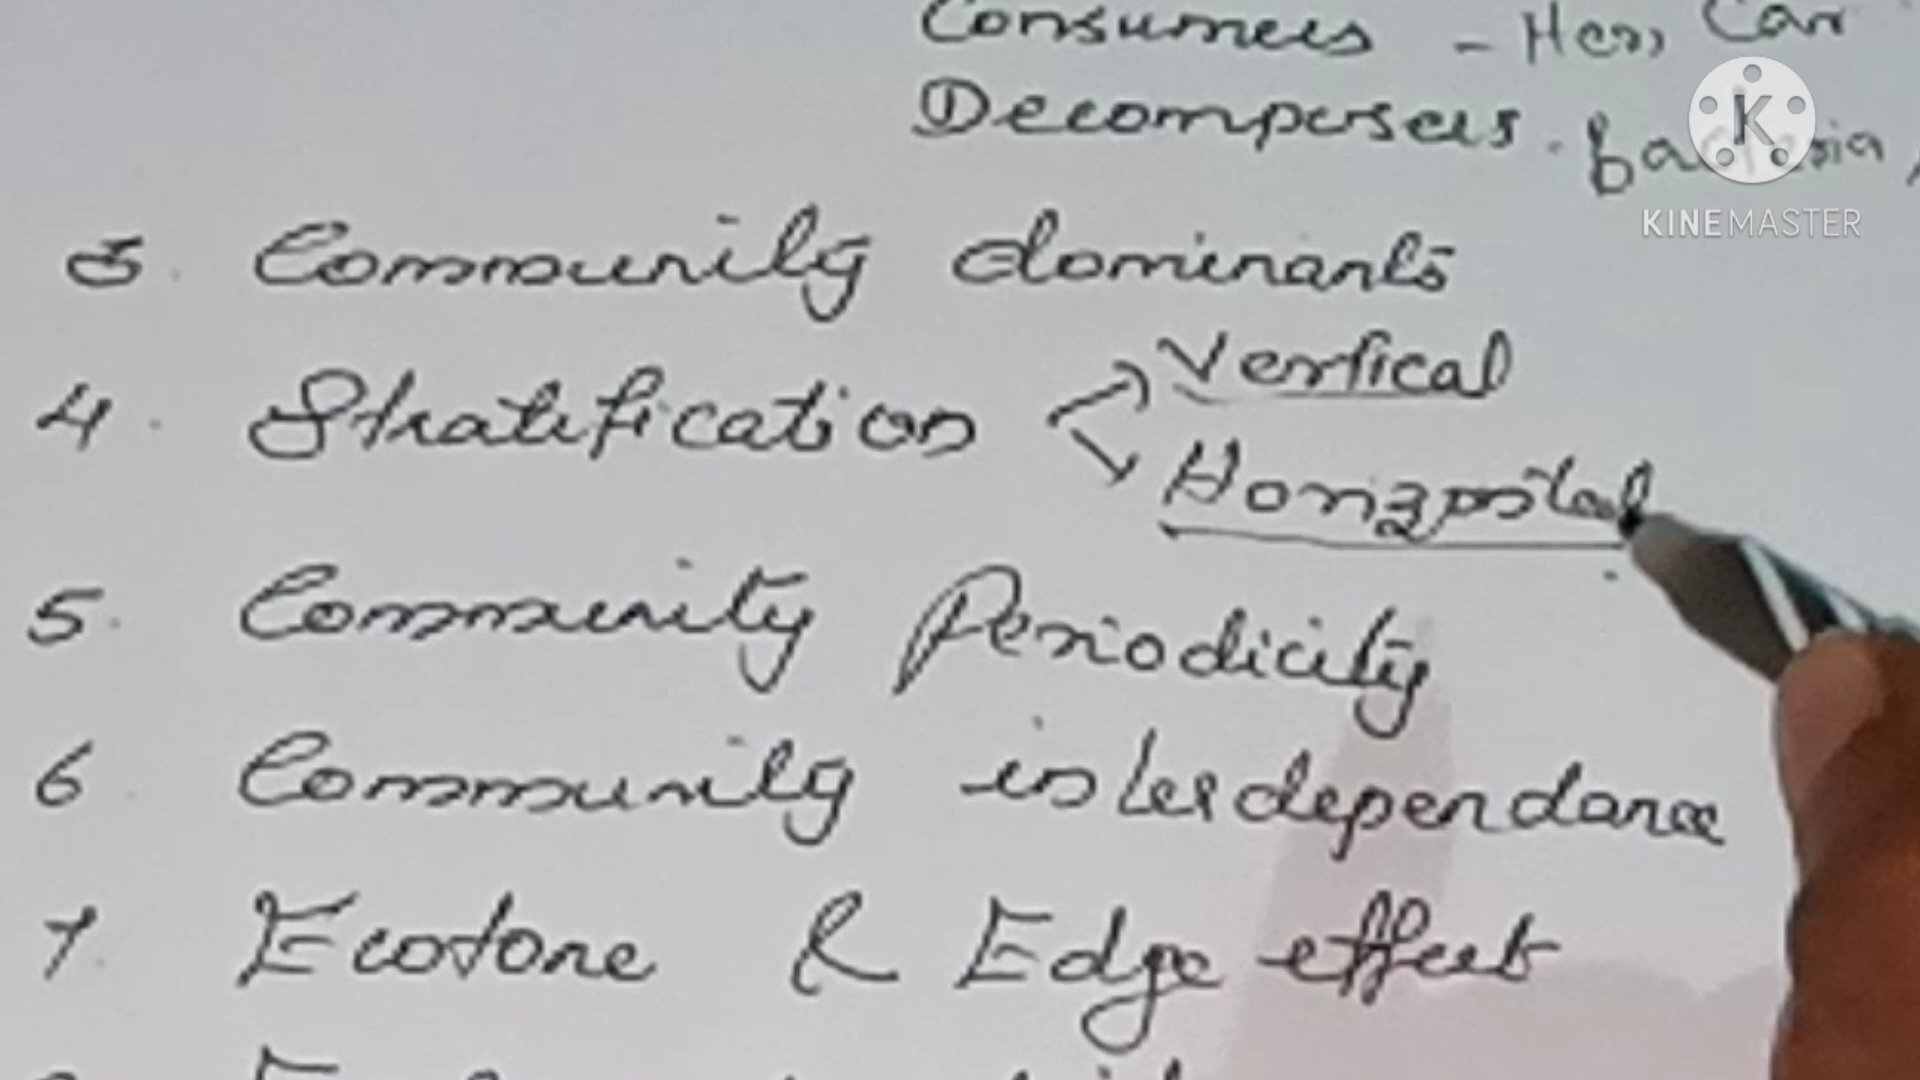 Consumers - Her, Car
Decomposers - bacteria,
KINEMASTER
3. Community dominants
4. Stratification Vertical
Horizontal
5. Community Periodicity
6 Community interdependance
7. Ecotone & Edge effect